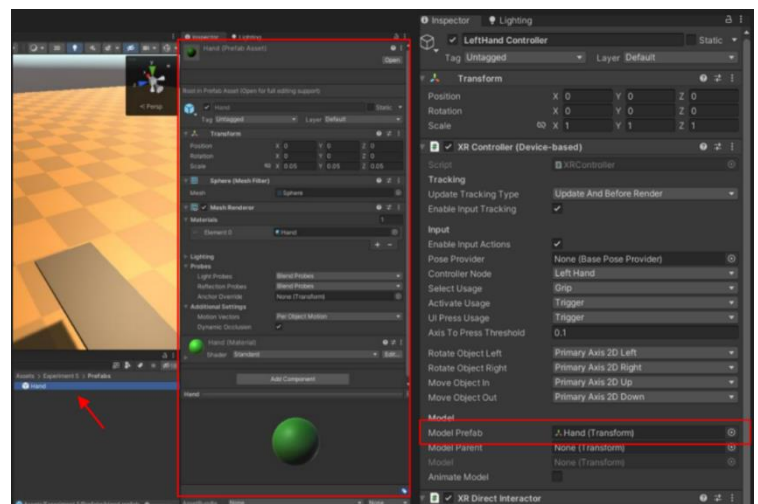 Inspector Lighting
Hand (Prefab Asset)
Open
Root in Prefab Asset (Open for full editing support)
Hand Static
Tag Untagged Layer Default
Transform
Position X 0 Y 0 Z 0
Rotation X 0 Y 0 Z 0
Scale X 0.05 Y 0.05 Z 0.05
Sphere (Mesh Filter)
Mesh Sphere
Mesh Renderer
Materials 1
Element 0 Hand
Lighting
Probes
Light Probes Blend Probes
Reflection Probes Blend Probes
Anchor Override None (Transform)
Additional Settings
Motion Vectors Per Object Motion
Dynamic Occlusion
Hand (Material)
Shader Standard Edit...
Add Component
Hand
< Persp
Assets > Experiment 5 > Prefabs
Hand
Inspector Lighting
LeftHand Controller Static
Tag Untagged Layer Default
Transform
Position X 0 Y 0 Z 0
Rotation X 0 Y 0 Z 0
Scale X 1 Y 1 Z 1
XR Controller (Device-based)
Script XRController
Tracking
Update Tracking Type Update And Before Render
Enable Input Tracking
Input
Enable Input Actions
Pose Provider None (Base Pose Provider)
Controller Node Left Hand
Select Usage Grip
Activate Usage Trigger
UI Press Usage Trigger
Axis To Press Threshold 0.1
Rotate Object Left Primary Axis 2D Left
Rotate Object Right Primary Axis 2D Right
Move Object In Primary Axis 2D Up
Move Object Out Primary Axis 2D Down
Model
Model Prefab Hand (Transform)
Model Parent None (Transform)
Model None (Transform)
Animate Model
XR Direct Interactor